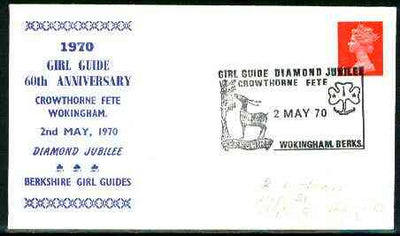 1970
GIRL GUIDE
60th ANNIVERSARY
CROWTHORNE FETE
WOKINGHAM.
2nd MAY, 1970
DIAMOND JUBILEE
BERKSHIRE GIRL GUIDES
GIRL GUIDE DIAMOND JUBILEE
CROWTHORNE FETE
2 MAY 70
BERKSHIRE
WOKINGHAM. BERKS.